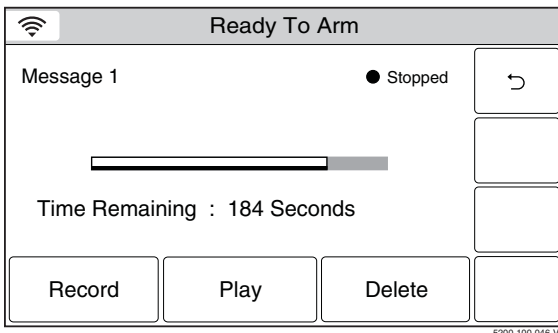 Ready To Arm
Message 1
Stopped
Time Remaining : 184 Seconds
Record
Play
Delete